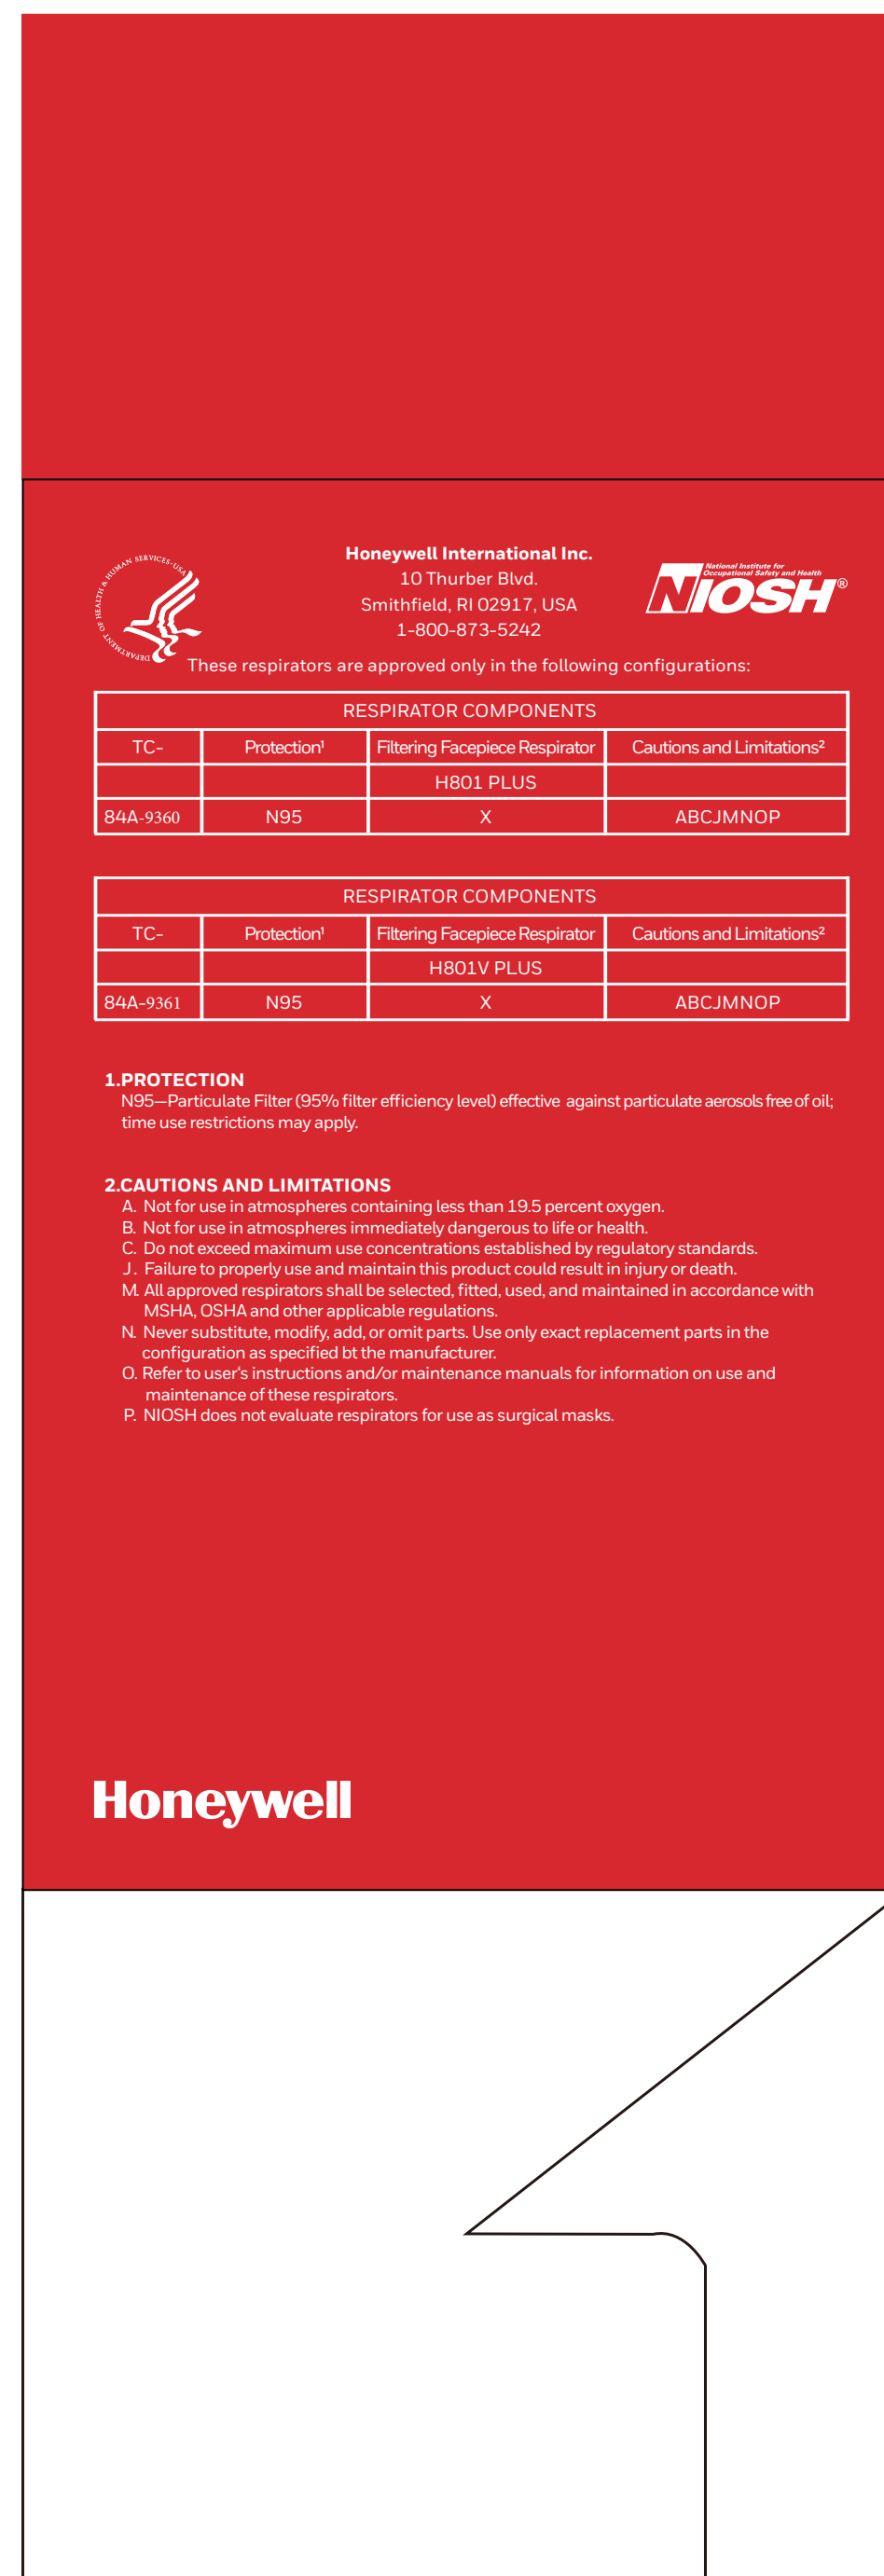 DEPARTMENT OF HEALTH & HUMAN SERVICES·USA
Honeywell International Inc.
10 Thurber Blvd.
Smithfield, RI 02917, USA
1-800-873-5242
National Institute for
Occupational Safety and Health
NIOSH®
These respirators are approved only in the following configurations:
RESPIRATOR COMPONENTS
TC- Protection¹ Filtering Facepiece Respirator Cautions and Limitations²
H801 PLUS
84A-9360 N95 X ABCJMNOP
RESPIRATOR COMPONENTS
TC- Protection¹ Filtering Facepiece Respirator Cautions and Limitations²
H801V PLUS
84A-9361 N95 X ABCJMNOP
1.PROTECTION
N95—Particulate Filter (95% filter efficiency level) effective against particulate aerosols free of oil;
time use restrictions may apply.
2.CAUTIONS AND LIMITATIONS
A. Not for use in atmospheres containing less than 19.5 percent oxygen.
B. Not for use in atmospheres immediately dangerous to life or health.
C. Do not exceed maximum use concentrations established by regulatory standards.
J. Failure to properly use and maintain this product could result in injury or death.
M. All approved respirators shall be selected, fitted, used, and maintained in accordance with
MSHA, OSHA and other applicable regulations.
N. Never substitute, modify, add, or omit parts. Use only exact replacement parts in the
configuration as specified bt the manufacturer.
O. Refer to user‘s instructions and/or maintenance manuals for information on use and
maintenance of these respirators.
P. NIOSH does not evaluate respirators for use as surgical masks.
Honeywell